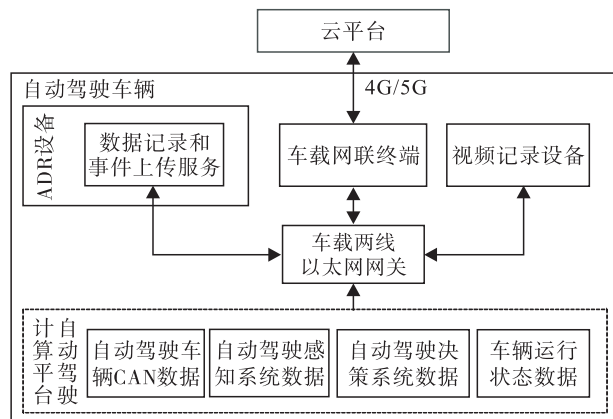 云平台
4G/5G
自动驾驶车辆
ADR设备
数据记录和
事件上传服务
车载网联终端
视频记录设备
车载两线
以太网网关
自动驾驶
计算平台
自动驾驶车
辆CAN数据
自动驾驶感
知系统数据
自动驾驶决
策系统数据
车辆运行
状态数据